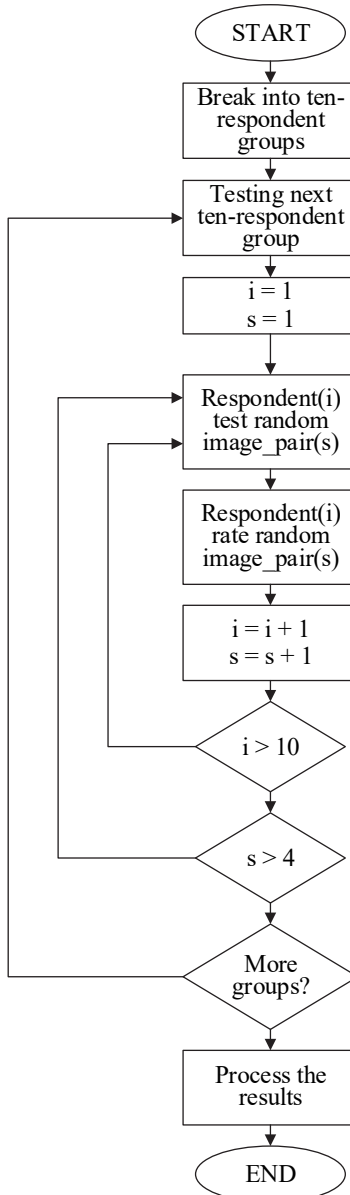 START
Break into ten-
respondent
groups
Testing next
ten-respondent
group
i = 1
s = 1
Respondent(i)
test random
image_pair(s)
Respondent(i)
rate random
image_pair(s)
i = i + 1
s = s + 1
i > 10
s > 4
More
groups?
Process the
results
END